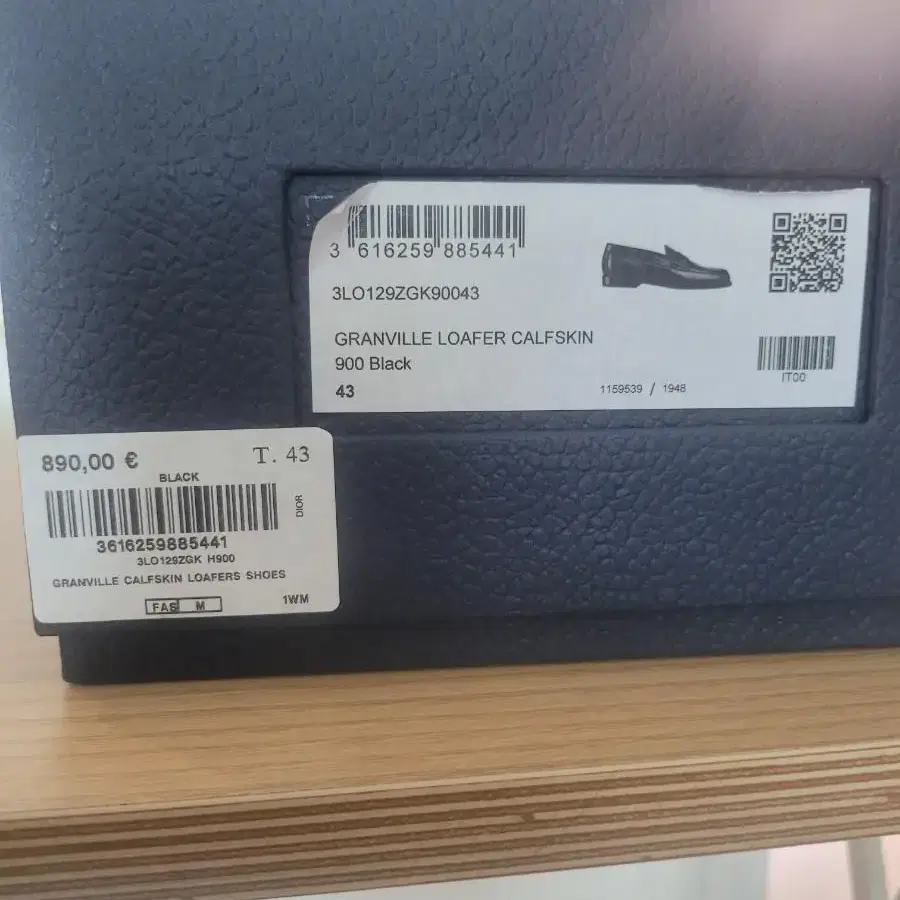 3 616259 885441
3LO129ZGK90043
GRANVILLE LOAFER CALFSKIN
900 Black
43
1159539 / 1948
IT00
890,00 €
T. 43
BLACK
DIOR
3616259885441
3LO129ZGK H900
GRANVILLE CALFSKIN LOAFERS SHOES
M
1WM